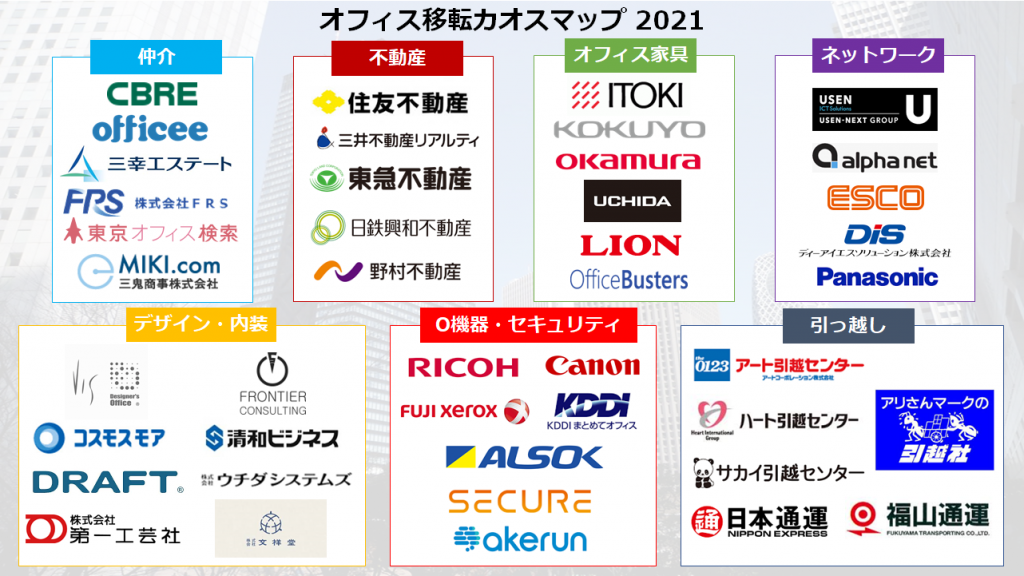 オフィス移転カオスマップ 2021
仲介
CBRE
officee
三幸エステート
FRS 株式会社ＦＲＳ
東京オフィス検索
MIKI.com
三鬼商事株式会社
不動産
住友不動産
三井不動産リアルティ
東急不動産
日鉄興和不動産
野村不動産
オフィス家具
ITOKI
KOKUYO
okamura
UCHIDA
LION
OfficeBusters
ネットワーク
USEN
ICT Solutions
USEN-NEXT GROUP
U
alpha net
ESCO
DiS
ディーアイエスソリューション株式会社
Panasonic
デザイン・内装
VIS
Designer's
Office
FRONTIER
CONSULTING
コスモスモア
清和ビジネス
DRAFT®
株式会社 ウチダシステムズ
株式会社
第一工芸社
株式会社 文祥堂
O機器・セキュリティ
RICOH
Canon
FUJI xerox
KDDI
KDDI まとめてオフィス
ALSOK
SECURE
akerun
引っ越し
the 0123
アート引越センター
アートコーポレーション株式会社
Heart International
Group
ハート引越センター
アリさんマークの
引越社
サカイ引越センター
通
日本通運
NIPPON EXPRESS
福山通運
FUKUYAMA TRANSPORTING CO.,LTD.